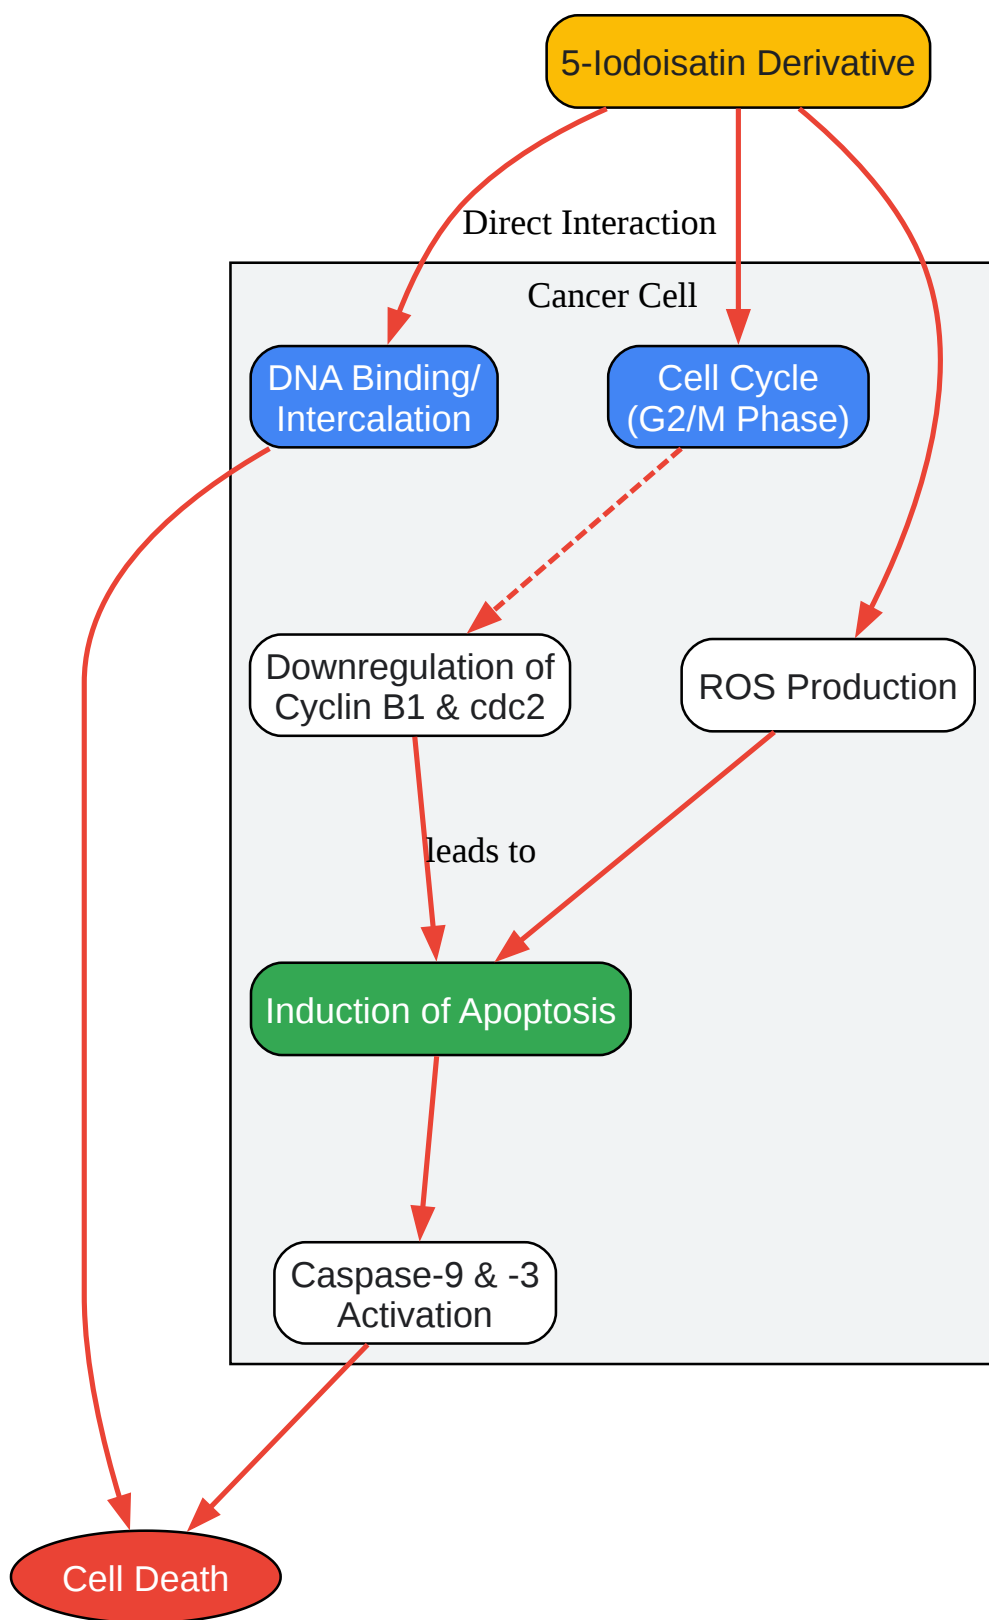 5-Iodoisatin Derivative
Direct Interaction
Cancer Cell
DNA Binding/
Intercalation
Cell Cycle
(G2/M Phase)
Downregulation of
Cyclin B1 & cdc2
ROS Production
leads to
Induction of Apoptosis
Caspase-9 & -3
Activation
Cell Death